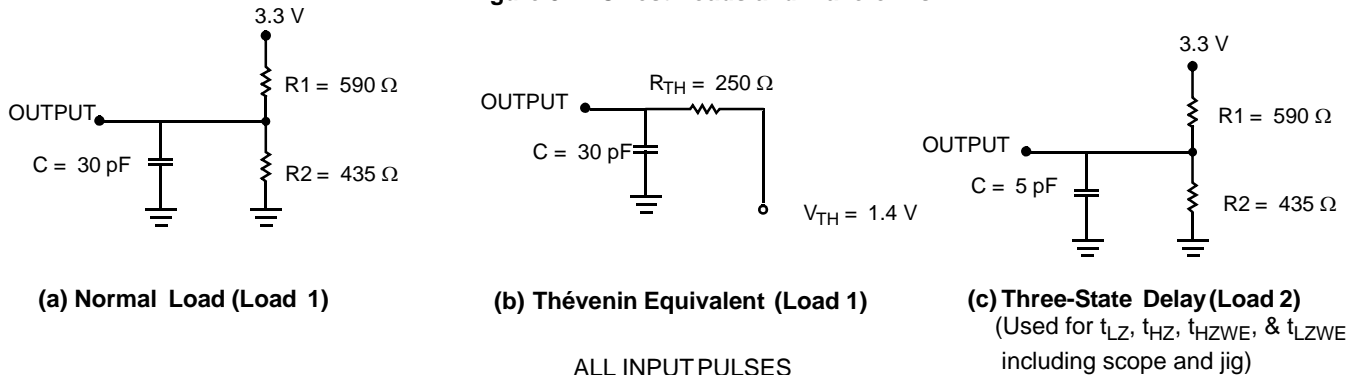 3.3 V
R1 = 590 Ω
OUTPUT
C = 30 pF
R2 = 435 Ω
(a) Normal Load (Load 1)
R_TH = 250 Ω
OUTPUT
C = 30 pF
V_TH = 1.4 V
(b) Thévenin Equivalent (Load 1)
3.3 V
R1 = 590 Ω
OUTPUT
C = 5 pF
R2 = 435 Ω
(c) Three-State Delay (Load 2)
(Used for t_LZ, t_HZ, t_HZWE, & t_LZWE
including scope and jig)
ALL INPUT PULSES